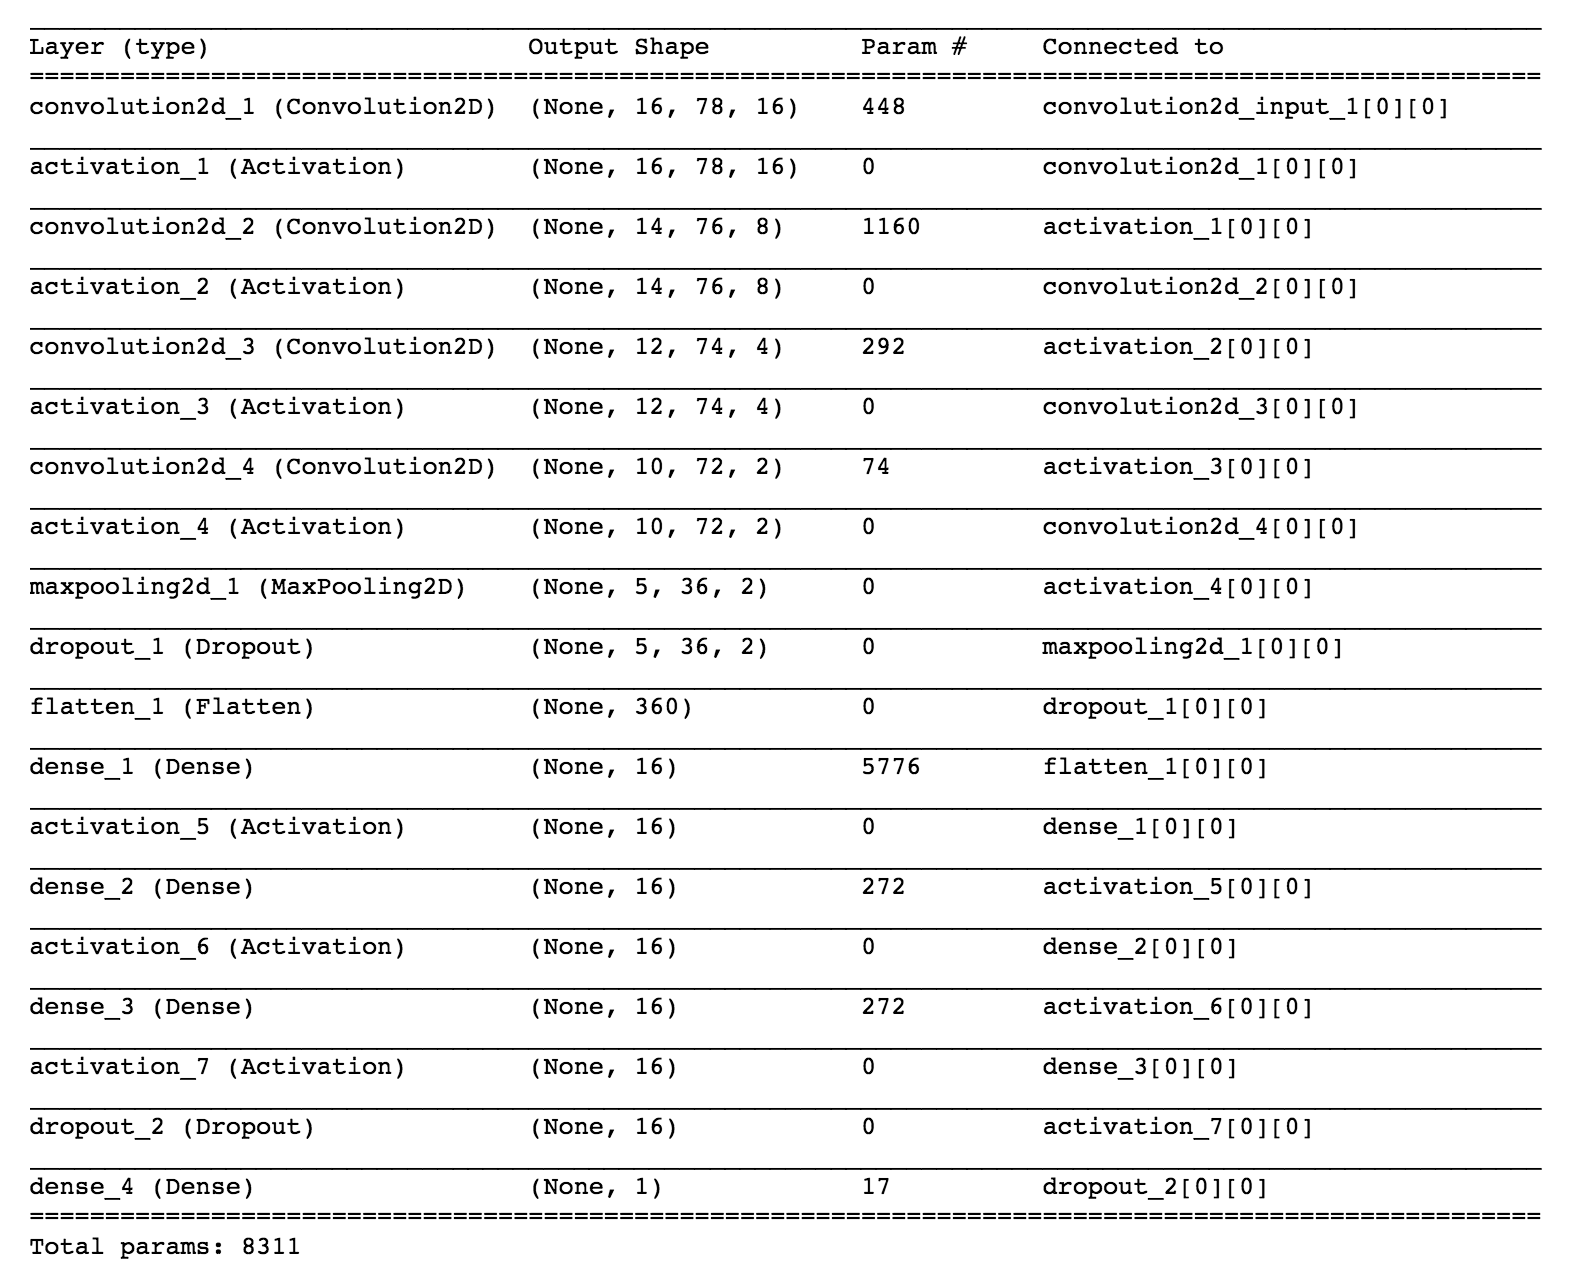 Layer (type) Output Shape Param # Connected to
convolution2d_1 (Convolution2D) (None, 16, 78, 16) 448 convolution2d_input_1[0][0]
activation_1 (Activation) (None, 16, 78, 16) 0 convolution2d_1[0][0]
convolution2d_2 (Convolution2D) (None, 14, 76, 8) 1160 activation_1[0][0]
activation_2 (Activation) (None, 14, 76, 8) 0 convolution2d_2[0][0]
convolution2d_3 (Convolution2D) (None, 12, 74, 4) 292 activation_2[0][0]
activation_3 (Activation) (None, 12, 74, 4) 0 convolution2d_3[0][0]
convolution2d_4 (Convolution2D) (None, 10, 72, 2) 74 activation_3[0][0]
activation_4 (Activation) (None, 10, 72, 2) 0 convolution2d_4[0][0]
maxpooling2d_1 (MaxPooling2D) (None, 5, 36, 2) 0 activation_4[0][0]
dropout_1 (Dropout) (None, 5, 36, 2) 0 maxpooling2d_1[0][0]
flatten_1 (Flatten) (None, 360) 0 dropout_1[0][0]
dense_1 (Dense) (None, 16) 5776 flatten_1[0][0]
activation_5 (Activation) (None, 16) 0 dense_1[0][0]
dense_2 (Dense) (None, 16) 272 activation_5[0][0]
activation_6 (Activation) (None, 16) 0 dense_2[0][0]
dense_3 (Dense) (None, 16) 272 activation_6[0][0]
activation_7 (Activation) (None, 16) 0 dense_3[0][0]
dropout_2 (Dropout) (None, 16) 0 activation_7[0][0]
dense_4 (Dense) (None, 1) 17 dropout_2[0][0]
Total params: 8311